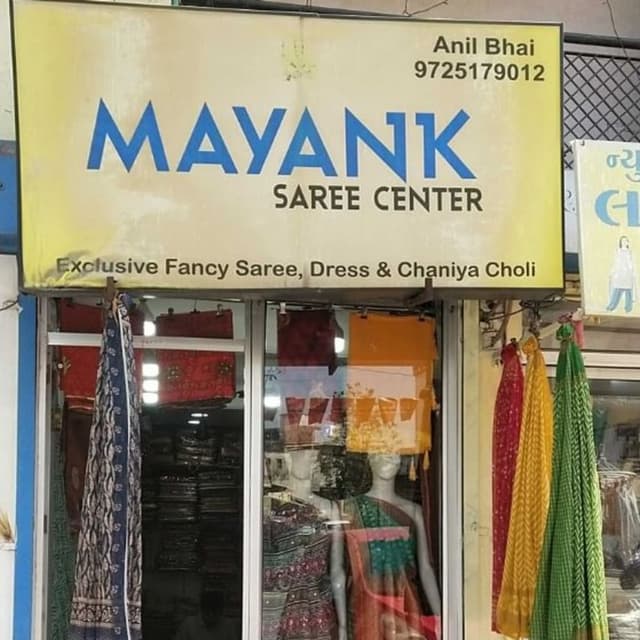 Anil Bhai
9725179012
MAYANK
SAREE CENTER
Exclusive Fancy Saree, Dress & Chaniya Choli